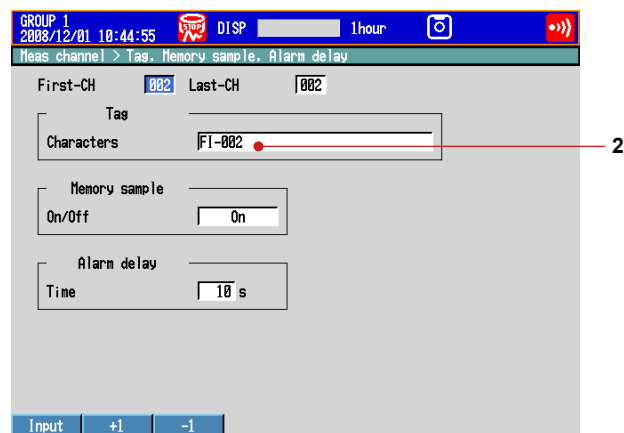 GROUP 1
2008/12/01 10:44:55 STOP DISP 1hour
Meas channel > Tag, Memory sample, Alarm delay
First-CH 002 Last-CH 002
Tag
Characters FI-002 2
Memory sample
On/Off On
Alarm delay
Time 10 s
Input +1 -1